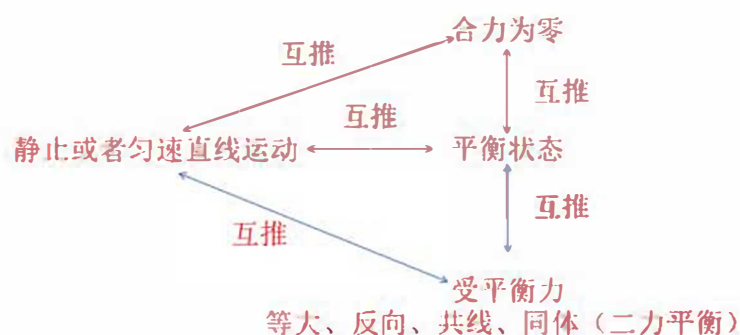 合力为零
互推
互推
互推
静止或者匀速直线运动
平衡状态
互推
互推
受平衡力
等大、反向、共线、同体（二力平衡）